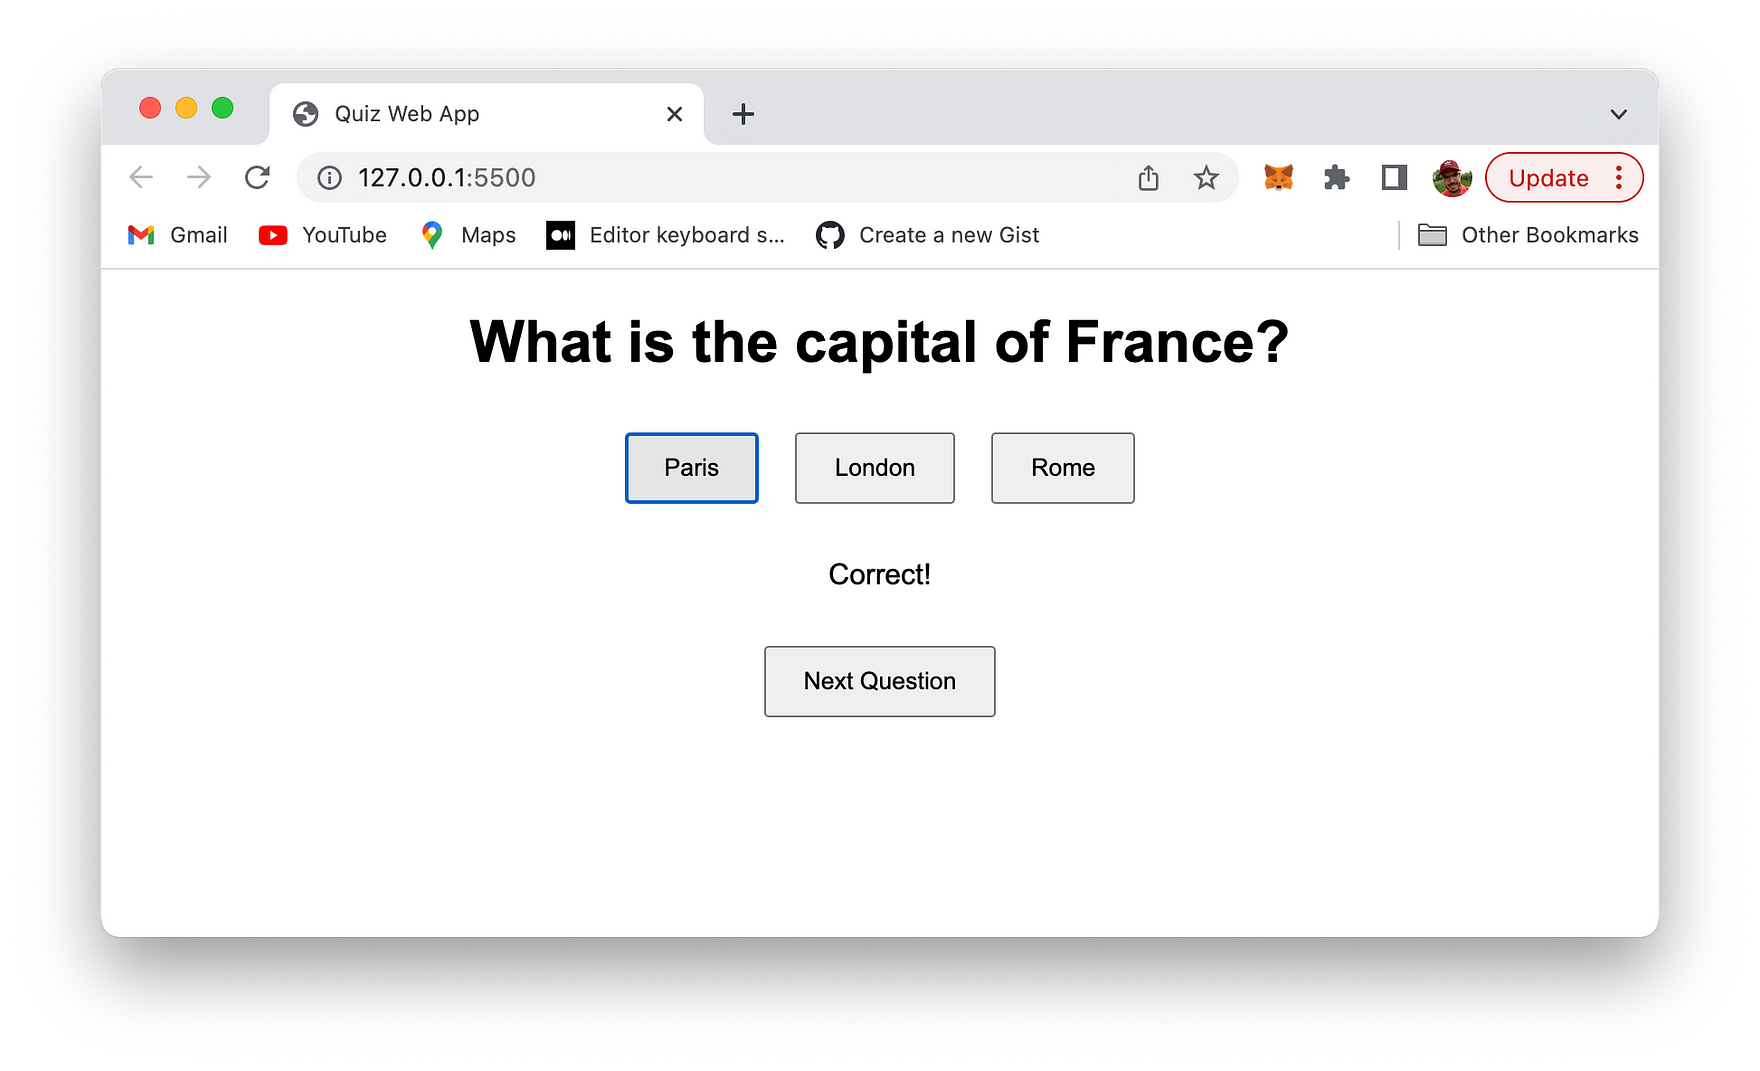 Quiz Web App
127.0.0.1:5500
Update
Gmail YouTube Maps Editor keyboard s... Create a new Gist Other Bookmarks
What is the capital of France?
Paris London Rome
Correct!
Next Question